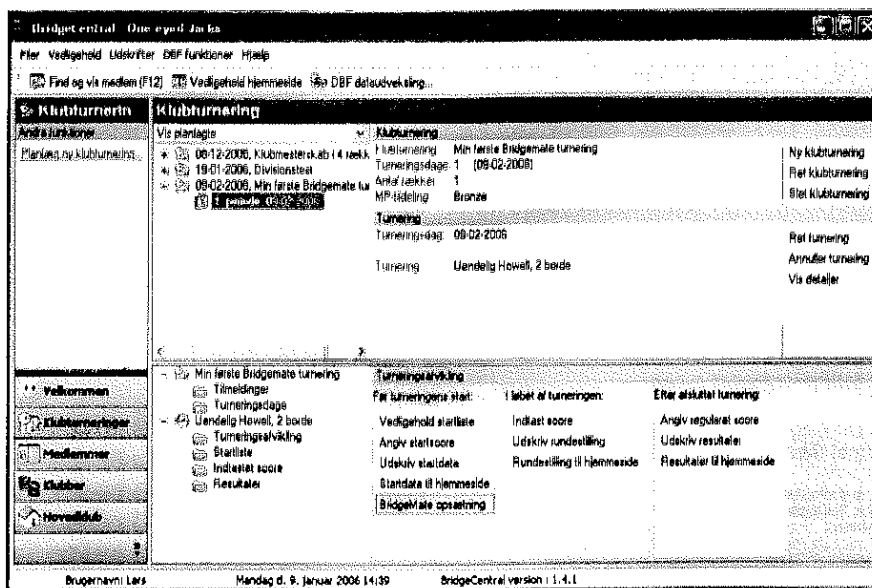 Bridgecentral One eyed Jacks
Filer Vedligehold Udskrifter DBF funktioner Hjælp
Find og vis medlem (F12) Vedligehold hjemmeside DBF dataudveksling...
Klubturnerin
Klubturnering
Andre funktioner
Planlæg ny klubturnering...
Vis planlagte
06-12-2006, Klubmesterskab i 4 rækk
19-01-2006, Divisionstest
09-02-2006, Min første Bridgemate tur
Klubturnering
Klubturnering Min første Bridgemate turnering
Turneringsdage: 1 (09-02-2006)
Antal rækker 1
MP-tildeling Bronze
Turnering
Turneringsdag: 09-02-2006
Turnering Uendelig Howell, 2 borde
Ny klubturnering
Ret klubturnering
Slet klubturnering
Ret turnering
Annuller turnering
Vis detaljer
Velkommen
Klubturneringer
Medlemmer
Klubber
Hovedklub
Min første Bridgemate turnering
Tilmeldinger
Turneringsdage
Uendelig Howell, 2 borde
Turneringsafvikling
Startliste
Indtastet score
Resultater
Turneringsafvikling
Før turneringens start:
Vedligehold startliste
Angiv startscore
Udskriv startdata
Startdata til hjemmeside
BridgeMate opsætning
I løbet af turneringen:
Indtast score
Udskriv rundestilling
Rundestilling til hjemmeside
Efter afsluttet turnering:
Angiv reguleret score
Udskriv resultater
Resultater til hjemmeside
Brugernavn: Lars Mandag d. 9. januar 2006 14:39 BridgeCentral version : 1.4.1